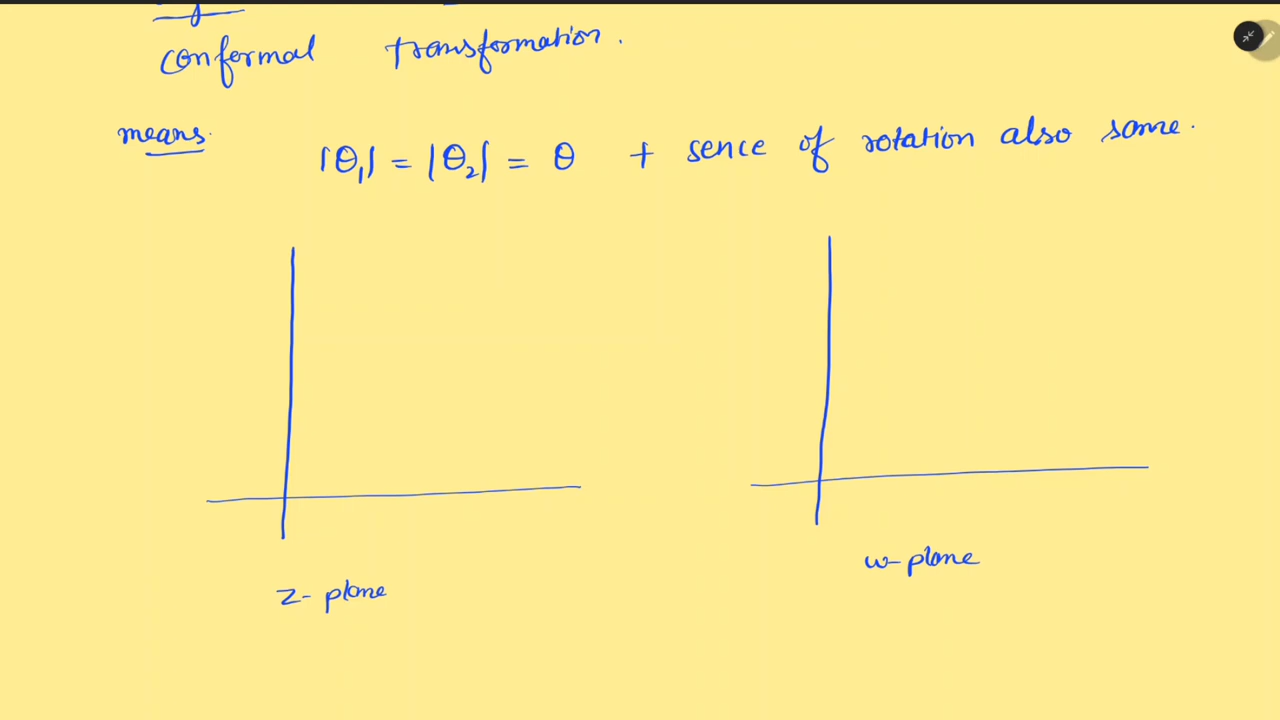 conformal transformation.
means.
|θ₁| = |θ₂| = θ + sence of rotation also same.
z- plane
w- plane